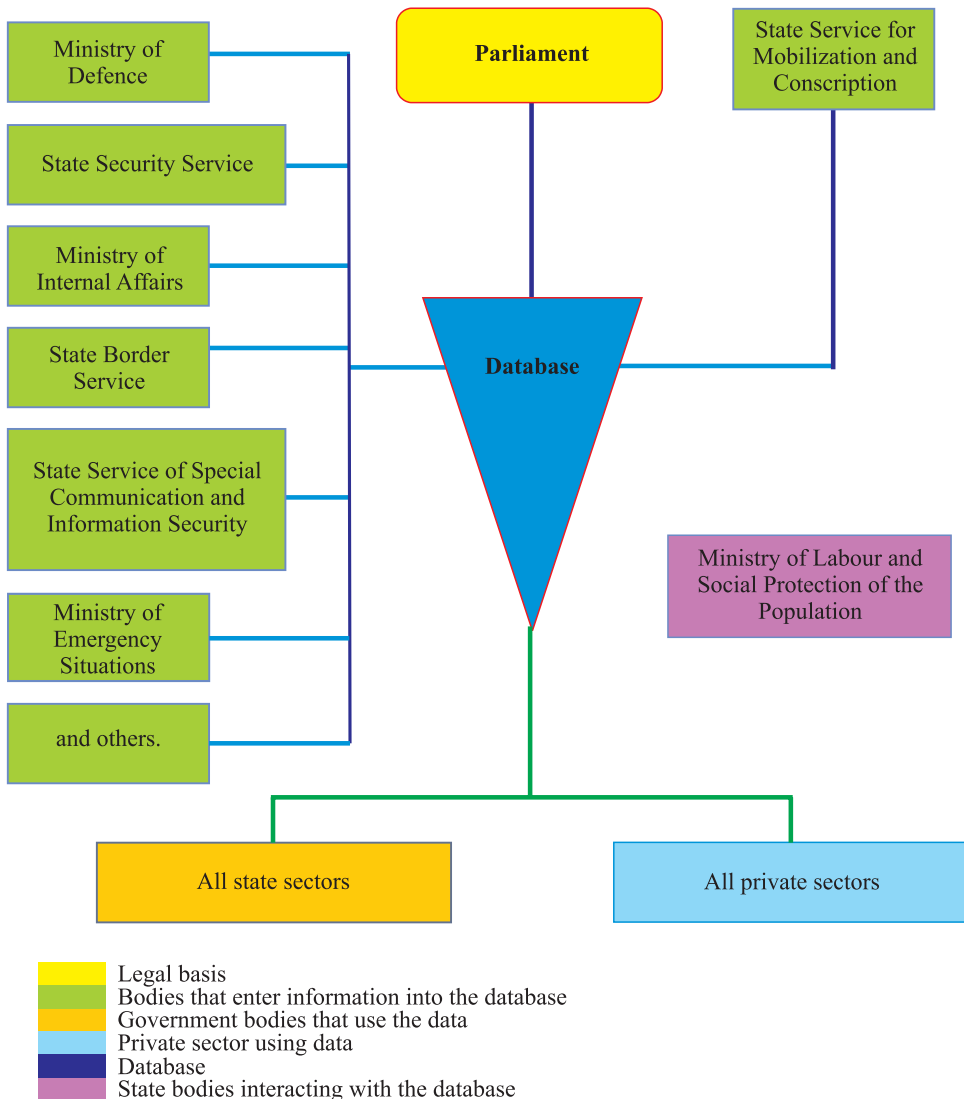 Ministry of
Defence
Parliament
State Service for
Mobilization and
Conscription
State Security Service
Ministry of
Internal Affairs
State Border
Service
Database
State Service of Special
Communication and
Information Security
Ministry of Labour and
Social Protection of the
Population
Ministry of
Emergency
Situations
and others.
All state sectors
All private sectors
Legal basis
Bodies that enter information into the database
Government bodies that use the data
Private sector using data
Database
State bodies interacting with the database